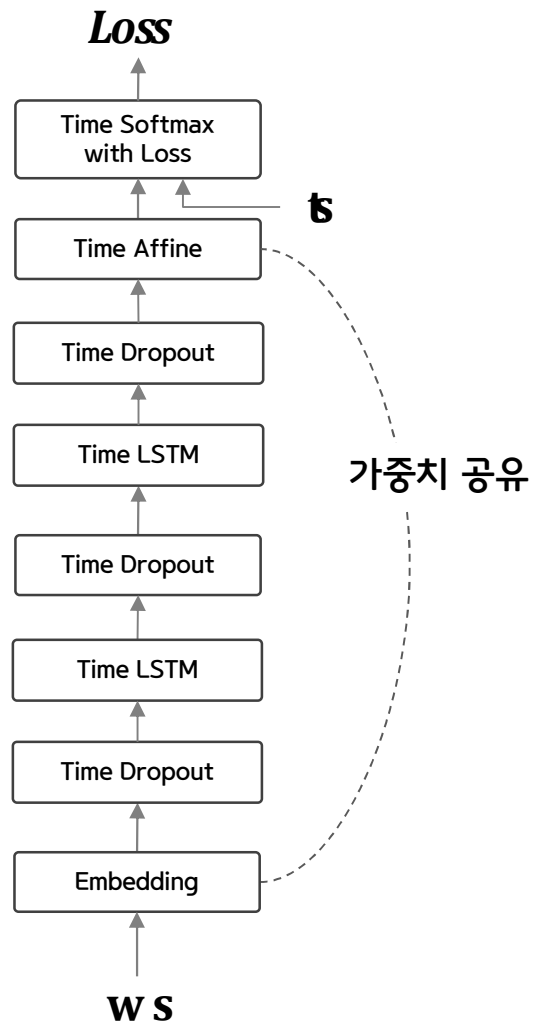 Loss
Time Softmax
with Loss
ts
Time Affine
Time Dropout
Time LSTM
가중치 공유
Time Dropout
Time LSTM
Time Dropout
Embedding
w s